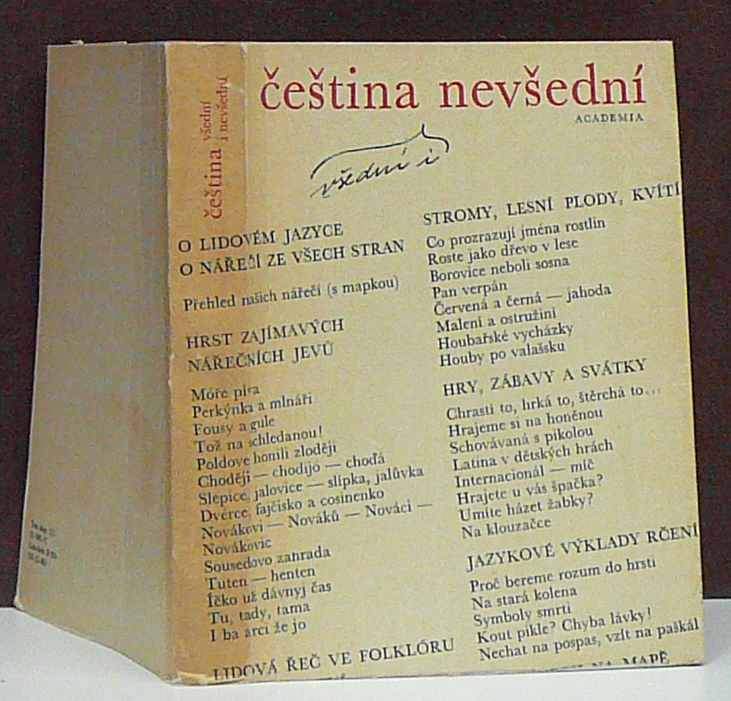 čeština všední
i nevšední
čeština nevšední
ACADEMIA
všední i
O LIDOVÉM JAZYCE
O NÁŘEČÍ ZE VŠECH STRAN
Přehled našich nářečí (s mapkou)
HRST ZAJÍMAVÝCH
NÁŘEČNÍCH JEVŮ
Móře piva
Perkýnka a mlnáři
Fousy a gule
Tož na schledanou!
Poldove honili zloději
Choději — chodijó — choďá
Slepice, jalovice — slípka, jalůvka
Dvérce, fajčisko a cosinenko
Novákovi — Nováků — Nováci —
Novákovic
Sousedovo zahrada
Tuten — henten
Íčko už dávnyj čas
Tu, tady, tama
I ba arci že jo
LIDOVÁ ŘEČ VE FOLKLÓRU
STROMY, LESNÍ PLODY, KVÍTÍ
Co prozrazují jména rostlin
Roste jako dřevo v lese
Borovice neboli sosna
Pan verpán
Červená a černá — jahoda
Malení a ostružiní
Houbařské vycházky
Houby po valašsku
HRY, ZÁBAVY A SVÁTKY
Chrastí to, hrká to, štěrchá to...
Hrajeme si na honěnou
Schovávaná s pikolou
Latina v dětských hrách
Internacionál — míč
Hrajete u vás špačka?
Umíte házet žabky?
Na klouzačce
JAZYKOVÉ VÝKLADY RČENÍ
Proč bereme rozum do hrsti
Na stará kolena
Symboly smrti
Kout pikle? Chyba lávky!
Nechat na pospas, vzít na paškál
NA MAPĚ